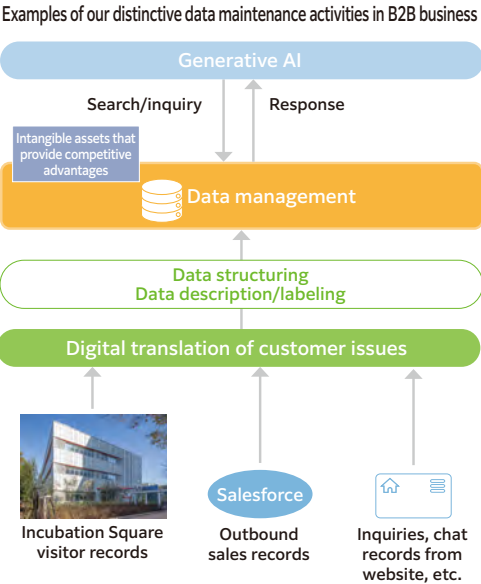 Examples of our distinctive data maintenance activities in B2B business
Generative AI
Search/inquiry
Response
Intangible assets that
provide competitive
advantages
Data management
Data structuring
Data description/labeling
Digital translation of customer issues
Salesforce
Incubation Square
visitor records
Outbound
sales records
Inquiries, chat
records from
website, etc.